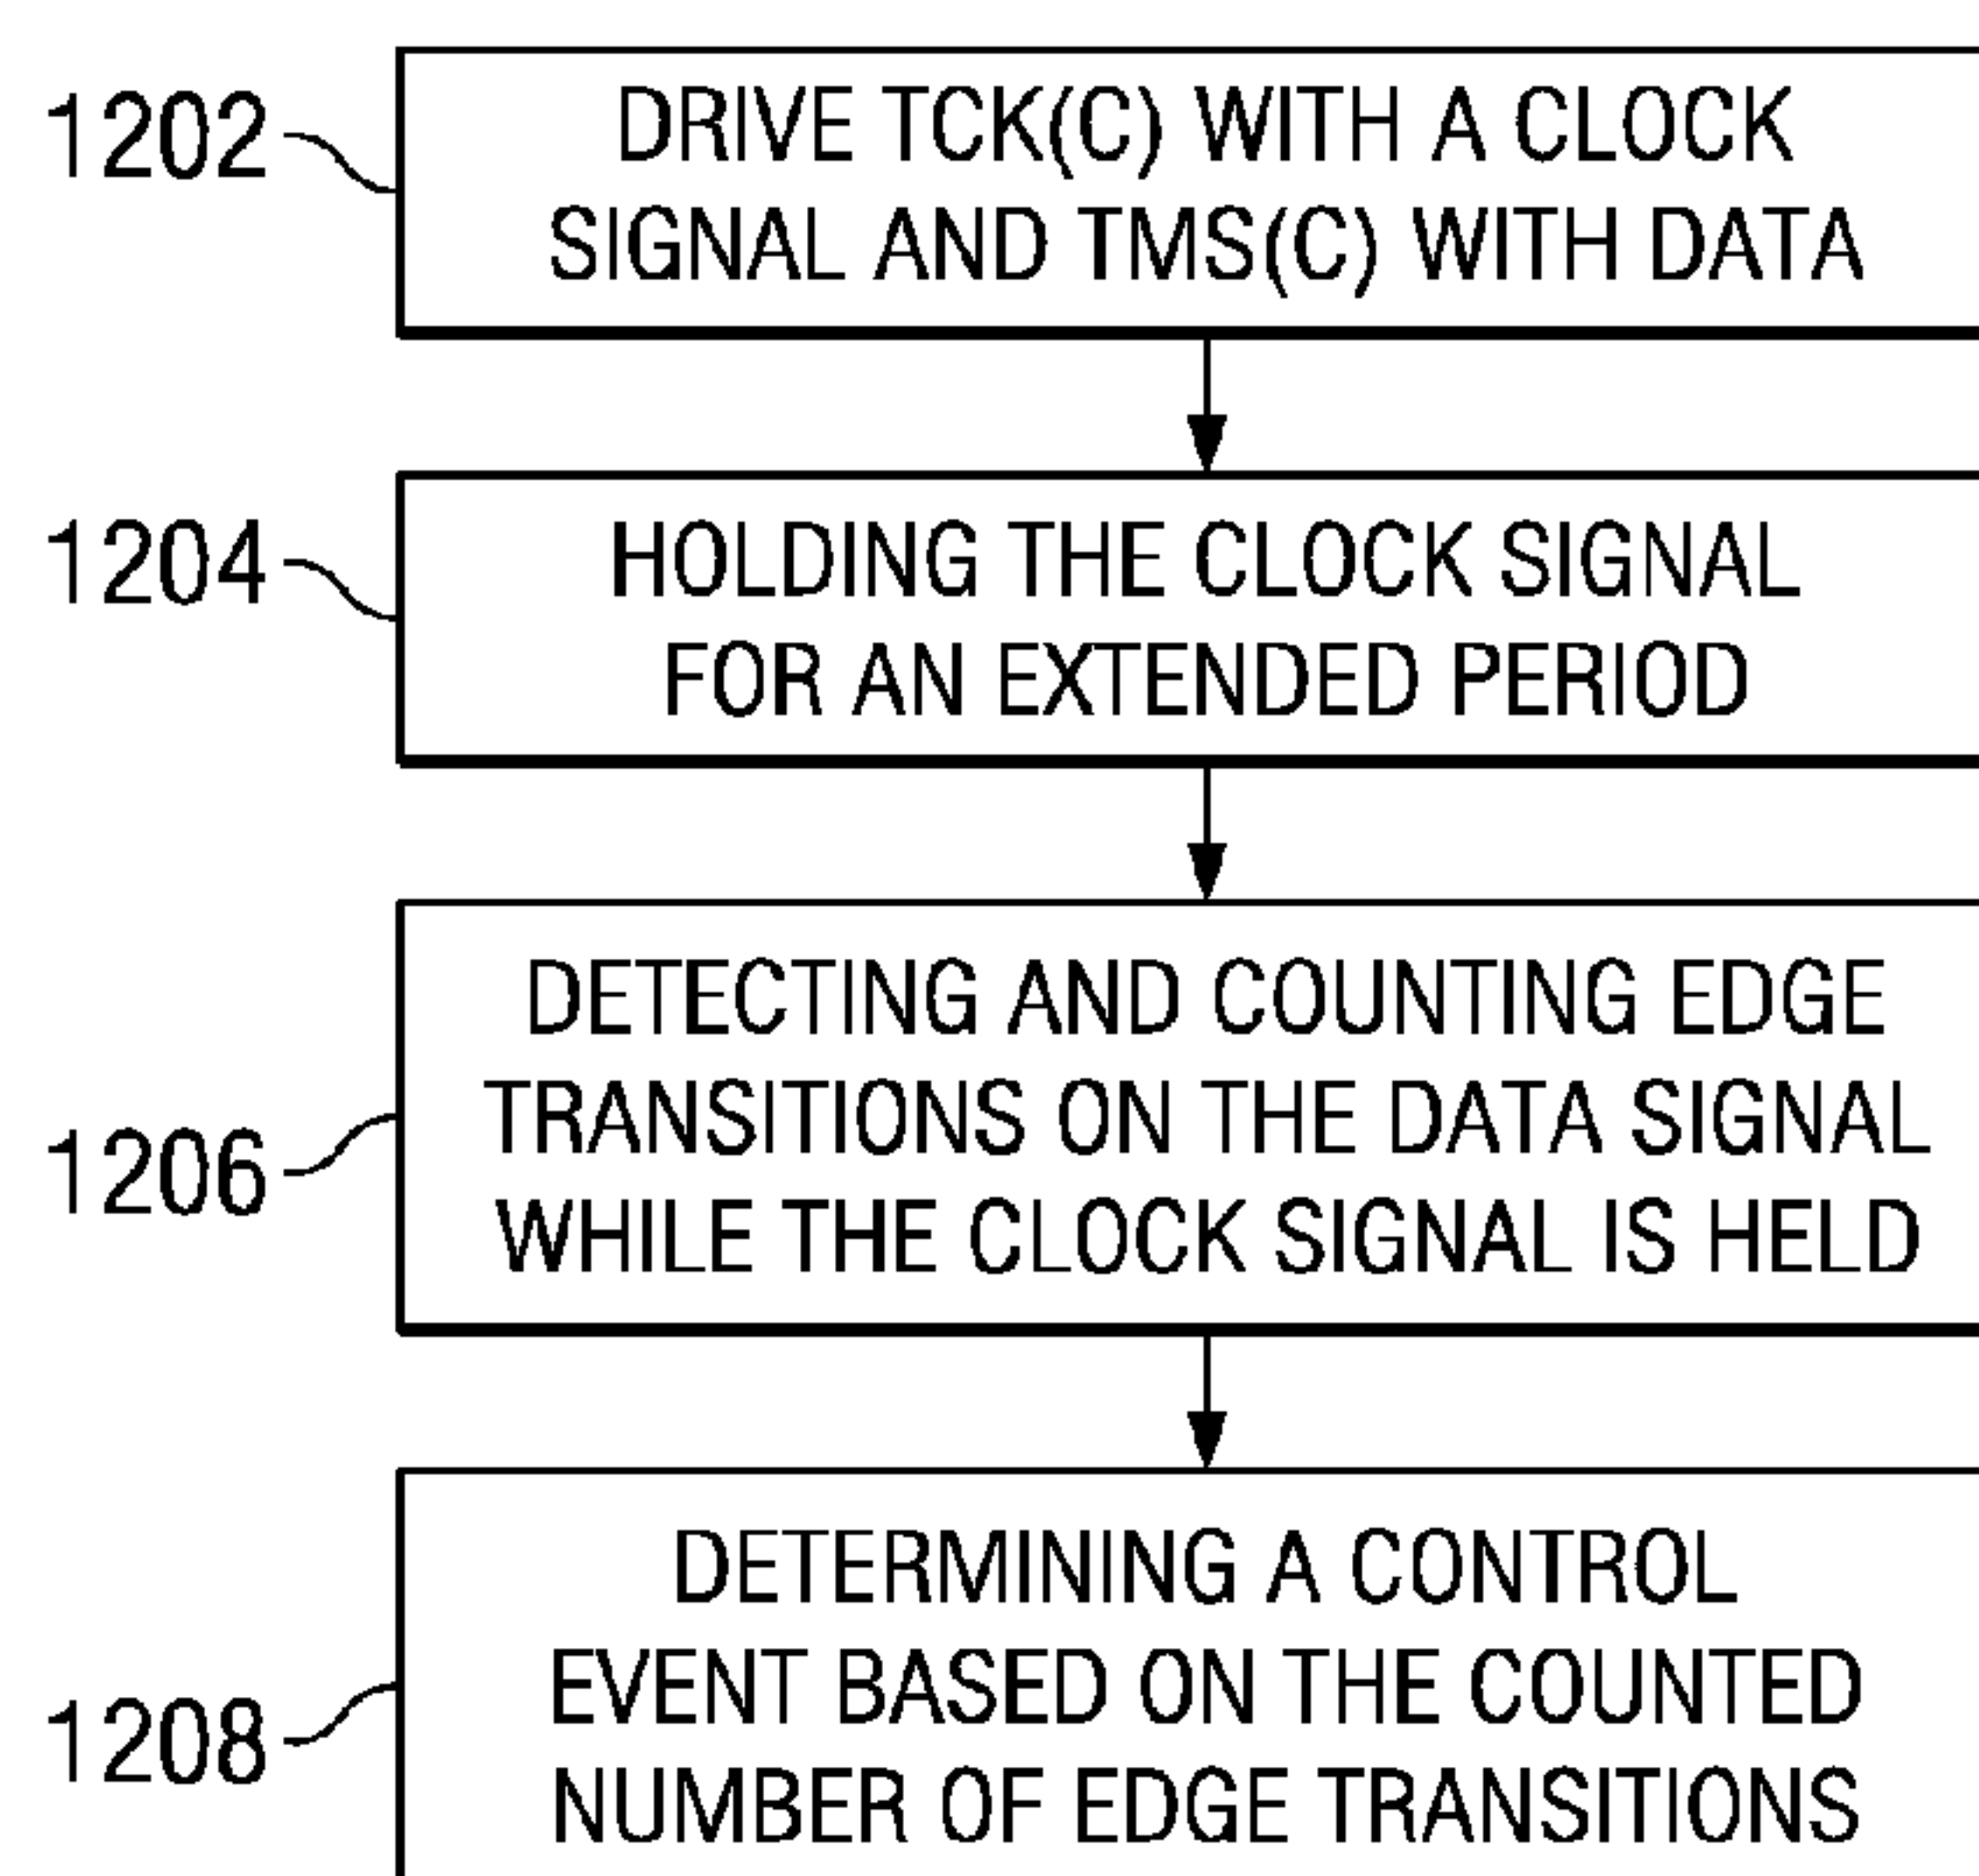 1202
DRIVE TCK(C) WITH A CLOCK
SIGNAL AND TMS(C) WITH DATA
1204
HOLDING THE CLOCK SIGNAL
FOR AN EXTENDED PERIOD
1206
DETECTING AND COUNTING EDGE
TRANSITIONS ON THE DATA SIGNAL
WHILE THE CLOCK SIGNAL IS HELD
1208
DETERMINING A CONTROL
EVENT BASED ON THE COUNTED
NUMBER OF EDGE TRANSITIONS